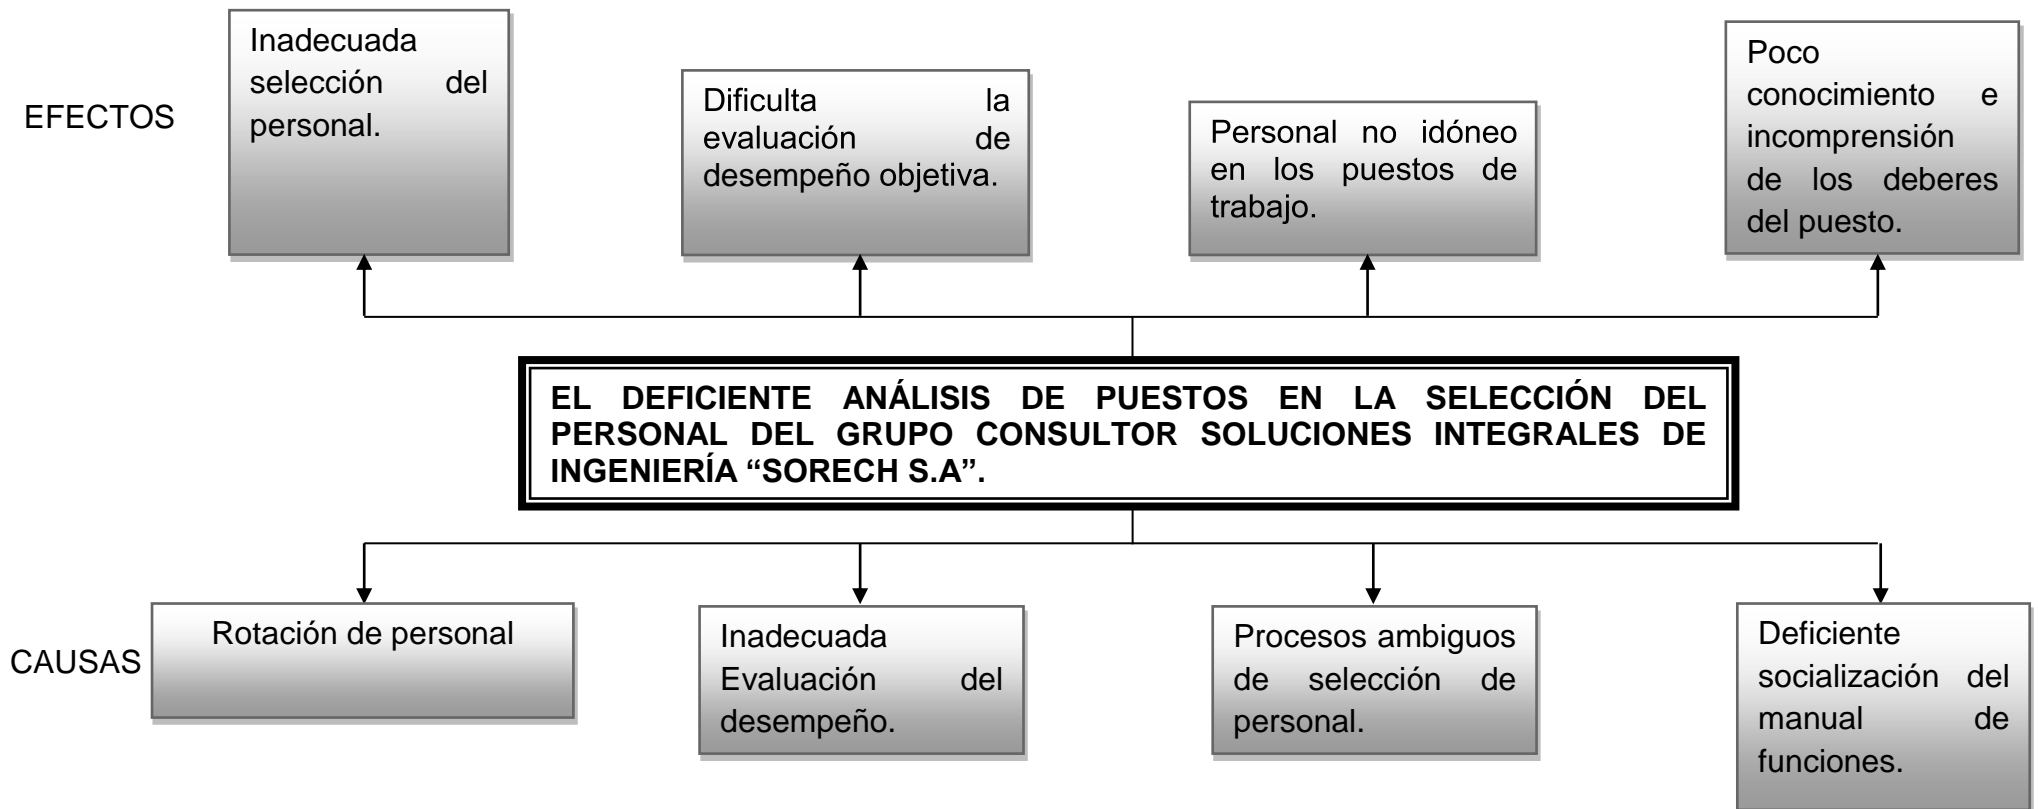 EFECTOS
Inadecuada
selección del
personal.
Dificulta la
evaluación de
desempeño objetiva.
Personal no idóneo
en los puestos de
trabajo.
Poco
conocimiento e
incomprensión
de los deberes
del puesto.
EL DEFICIENTE ANÁLISIS DE PUESTOS EN LA SELECCIÓN DEL
PERSONAL DEL GRUPO CONSULTOR SOLUCIONES INTEGRALES DE
INGENIERÍA “SORECH S.A”.
CAUSAS
Rotación de personal
Inadecuada
Evaluación del
desempeño.
Procesos ambiguos
de selección de
personal.
Deficiente
socialización del
manual de
funciones.